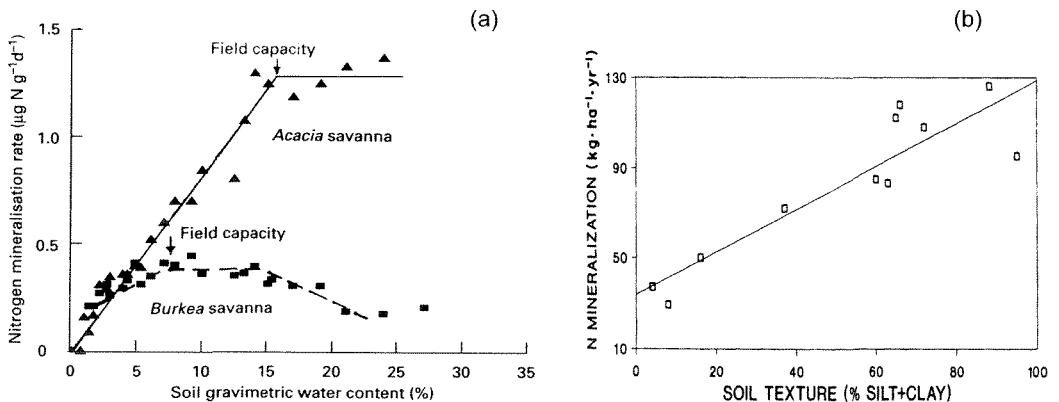 (a)
Nitrogen mineralisation rate (μg N g⁻¹d⁻¹)
1.5
1.0
0.5
0
Field capacity
Acacia savanna
Field capacity
Burkea savanna
0 5 10 15 20 25 30 35
Soil gravimetric water content (%)
(b)
N MINERALIZATION (kg· ha⁻¹· yr⁻¹)
130
90
50
10
0 20 40 60 80 100
SOIL TEXTURE (% SILT+CLAY)